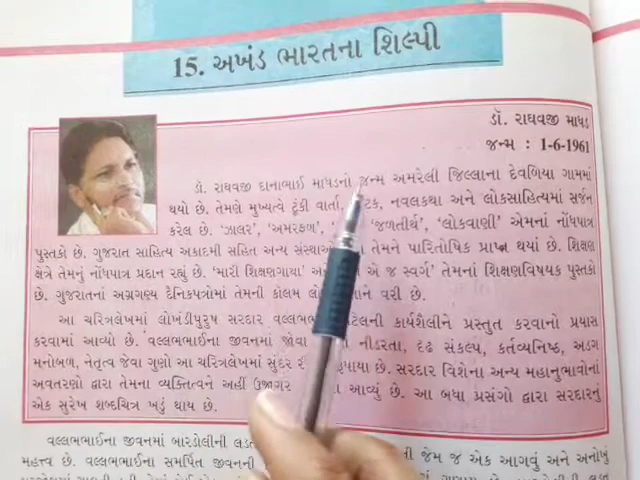 15. અખંડ ભારતના શિલ્પી
ડૉ. રાઘવજી માધડ
જન્મ : 1-6-1961
ડૉ. રાઘવજી દાનાભાઈ માધડનો જન્મ અમરેલી જિલ્લાના દેવળિયા ગામમાં
થયો છે. તેમણે મુખ્યત્વે ટૂંકી વાર્તા, નવલકથા અને લોકસાહિત્યમાં સર્જન
કરેલ છે. ‘ઝાલર’, ‘અમરફળ’, ‘જળતીર્થ’, ‘લોકવાણી’ એમનાં નોંધપાત્ર
પુસ્તકો છે. ગુજરાત સાહિત્ય અકાદમી સહિત અન્ય તેમને પારિતોષિક પ્રાપ્ત થયાં છે. શિક્ષણ
ક્ષેત્રે તેમનું નોંધપાત્ર પ્રદાન રહ્યું છે. ‘મારી શિક્ષણગાથા’ એ જ સ્વર્ગ’ તેમનાં શિક્ષણવિષયક પુસ્તકો
છે. ગુજરાતનાં અગ્રગણ્ય દૈનિકપત્રોમાં તેમની કૉલમ વરી છે.
આ ચરિત્રલેખમાં લોખંડીપુરુષ સરદાર કાર્યશૈલીને પ્રસ્તુત કરવાનો પ્રયાસ
કરવામાં આવ્યો છે. વલ્લભભાઈના જીવનમાં જોવા નીડરતા, દૃઢ સંકલ્પ, કર્તવ્યનિષ્ઠ, અડગ
મનોબળ, નેતૃત્વ જેવા ગુણો આ ચરિત્રલેખમાં સુંદર છે. સરદાર વિશેના અન્ય મહાનુભાવોનાં
અવતરણો દ્વારા તેમના વ્યક્તિત્વને અહીં આવ્યું છે. આ બધા પ્રસંગો દ્વારા સરદારનું
એક સુરેખ શબ્દચિત્ર ખડું થાય છે.
વલ્લભભાઈના જીવનમાં બારડોલીની જેમ જ એક આગવું અને અનોખું
મહત્ત્વ છે. વલ્લભભાઈના સમર્પિત જીવનની